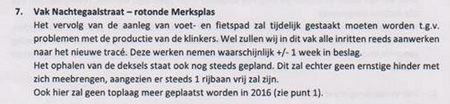 7. Vak Nachtegaalstraat – rotonde Merksplas
Het vervolg van de aanleg van voet- en fietspad zal tijdelijk gestaakt moeten worden t.g.v.
problemen met de productie van de klinkers. Wel zullen wij in dit vak alle inritten reeds aanwerken
naar het nieuwe tracé. Deze werken nemen waarschijnlijk +/- 1 week in beslag.
Het ophalen van de deksels staat ook nog steeds gepland. Dit zal echter geen ernstige hinder met
zich meebrengen, aangezien er steeds 1 rijbaan vrij zal zijn.
Ook hier zal geen toplaag meer geplaatst worden in 2016 (zie punt 1).